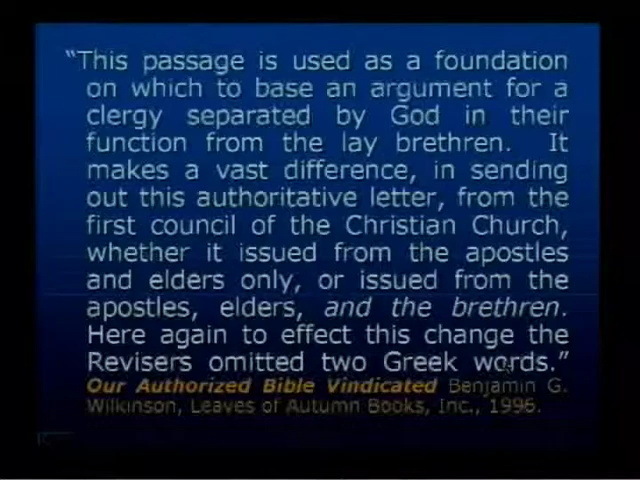 “This passage is used as a foundation
on which to base an argument for a
clergy separated by God in their
function from the lay brethren. It
makes a vast difference, in sending
out this authoritative letter, from the
first council of the Christian Church,
whether it issued from the apostles
and elders only, or issued from the
apostles, elders, and the brethren.
Here again to effect this change the
Revisers omitted two Greek words.”
Our Authorized Bible Vindicated Benjamin G.
Wilkinson, Leaves of Autumn Books, Inc., 1996.